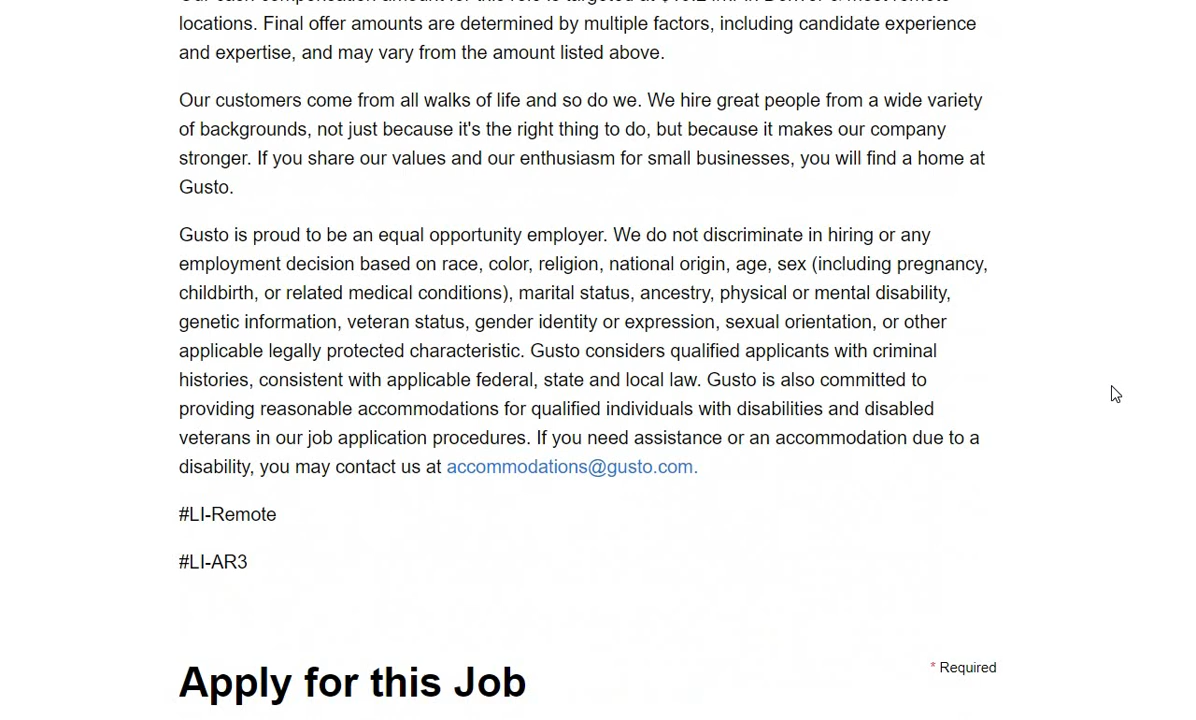 locations. Final offer amounts are determined by multiple factors, including candidate experience
and expertise, and may vary from the amount listed above.
Our customers come from all walks of life and so do we. We hire great people from a wide variety
of backgrounds, not just because it's the right thing to do, but because it makes our company
stronger. If you share our values and our enthusiasm for small businesses, you will find a home at
Gusto.
Gusto is proud to be an equal opportunity employer. We do not discriminate in hiring or any
employment decision based on race, color, religion, national origin, age, sex (including pregnancy,
childbirth, or related medical conditions), marital status, ancestry, physical or mental disability,
genetic information, veteran status, gender identity or expression, sexual orientation, or other
applicable legally protected characteristic. Gusto considers qualified applicants with criminal
histories, consistent with applicable federal, state and local law. Gusto is also committed to
providing reasonable accommodations for qualified individuals with disabilities and disabled
veterans in our job application procedures. If you need assistance or an accommodation due to a
disability, you may contact us at accommodations@gusto.com.
#LI-Remote
#LI-AR3
* Required
Apply for this Job